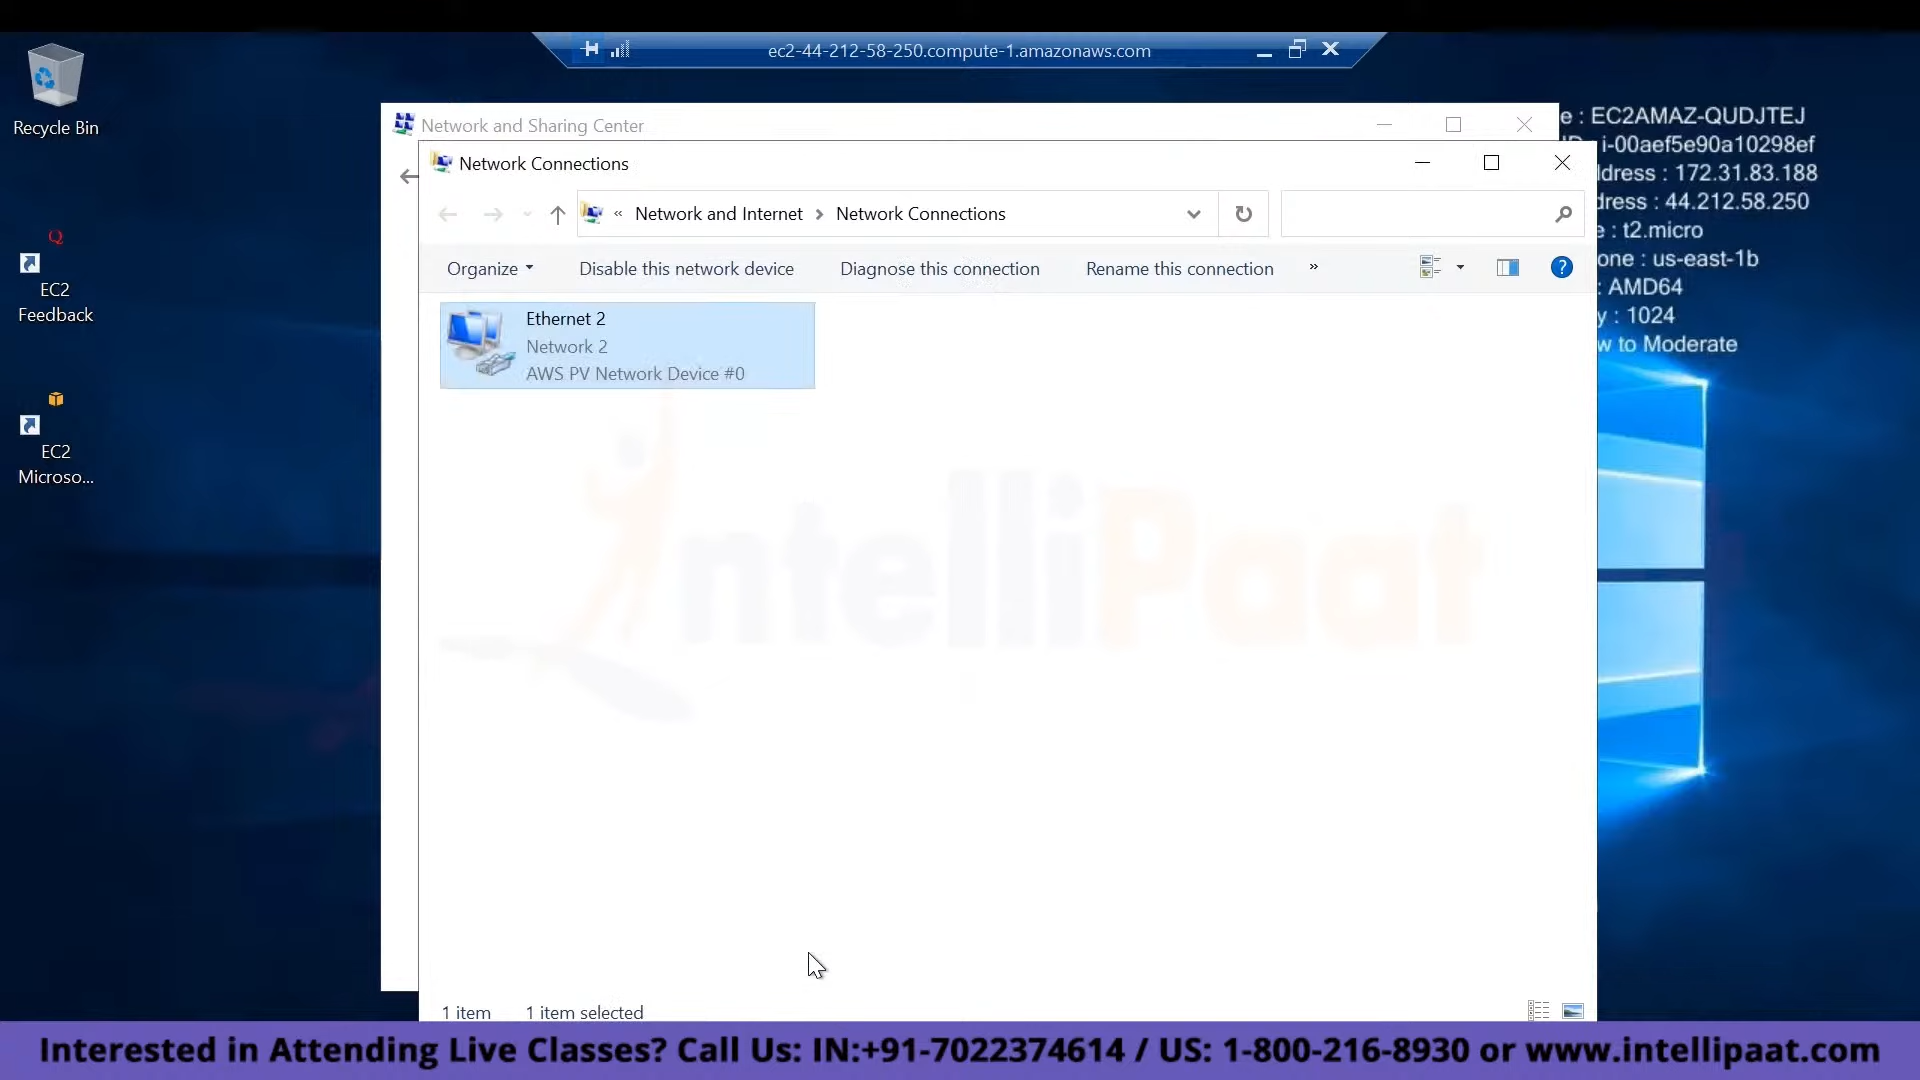 ec2-44-212-58-250.compute-1.amazonaws.com
Recycle Bin
Q
EC2
Feedback
EC2
Microso...
Network and Sharing Center
e : EC2AMAZ-QUDJTEJ
ID : i-00aef5e90a10298ef
ldress : 172.31.83.188
dress : 44.212.58.250
e : t2.micro
one : us-east-1b
: AMD64
y : 1024
w to Moderate
Network Connections
« Network and Internet > Network Connections
Organize Disable this network device Diagnose this connection Rename this connection » ?
Ethernet 2
Network 2
AWS PV Network Device #0
IntelliPaat
1 item 1 item selected
Interested in Attending Live Classes? Call Us: IN:+91-7022374614 / US: 1-800-216-8930 or www.intellipaat.com